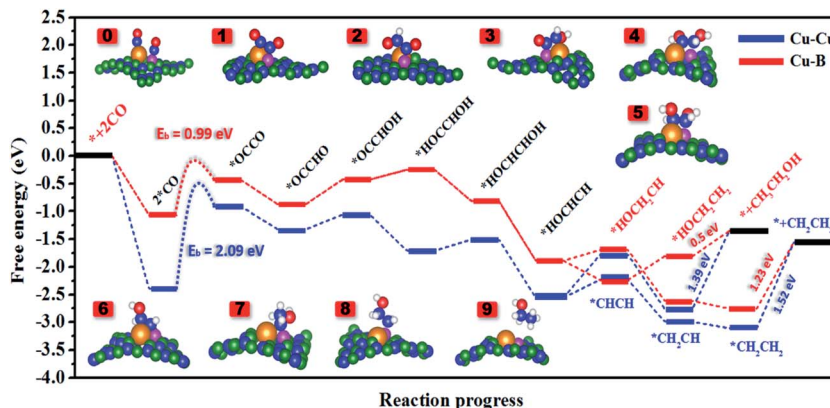 2.5
2.0
1.5
1.0
0.5
0.0
-0.5
-1.0
-1.5
-2.0
-2.5
-3.0
-3.5
-4.0
Free energy (eV)
0
1
2
3
4
5
6
7
8
9
Cu-Cu
Cu-B
*+2CO
2*CO
E_b = 0.99 eV
E_b = 2.09 eV
*OCCO
*OCCHO
*OCCHOH
*HOCCHOH
*HOCHCHOH
*HOCHCH
*HOCH₂CH
*CHCH
*HOCH₂CH₂
0.5 eV
*+CH₃CH₂OH
1.39 eV
*CH₂CH
*CH₂CH₂
1.23 eV
1.52 eV
Reaction progress